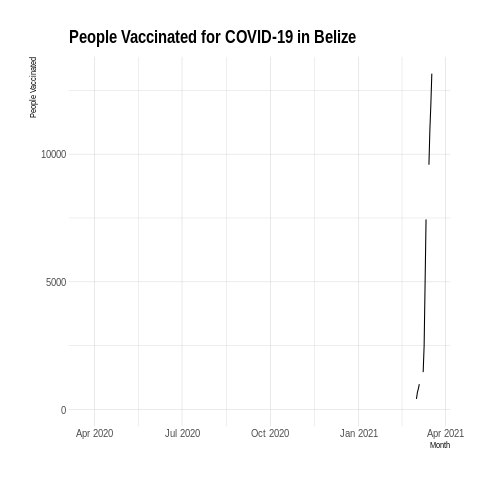 People Vaccinated for COVID-19 in Belize
People Vaccinated
10000
5000
0
Apr 2020
Jul 2020
Oct 2020
Jan 2021
Apr 2021
Month